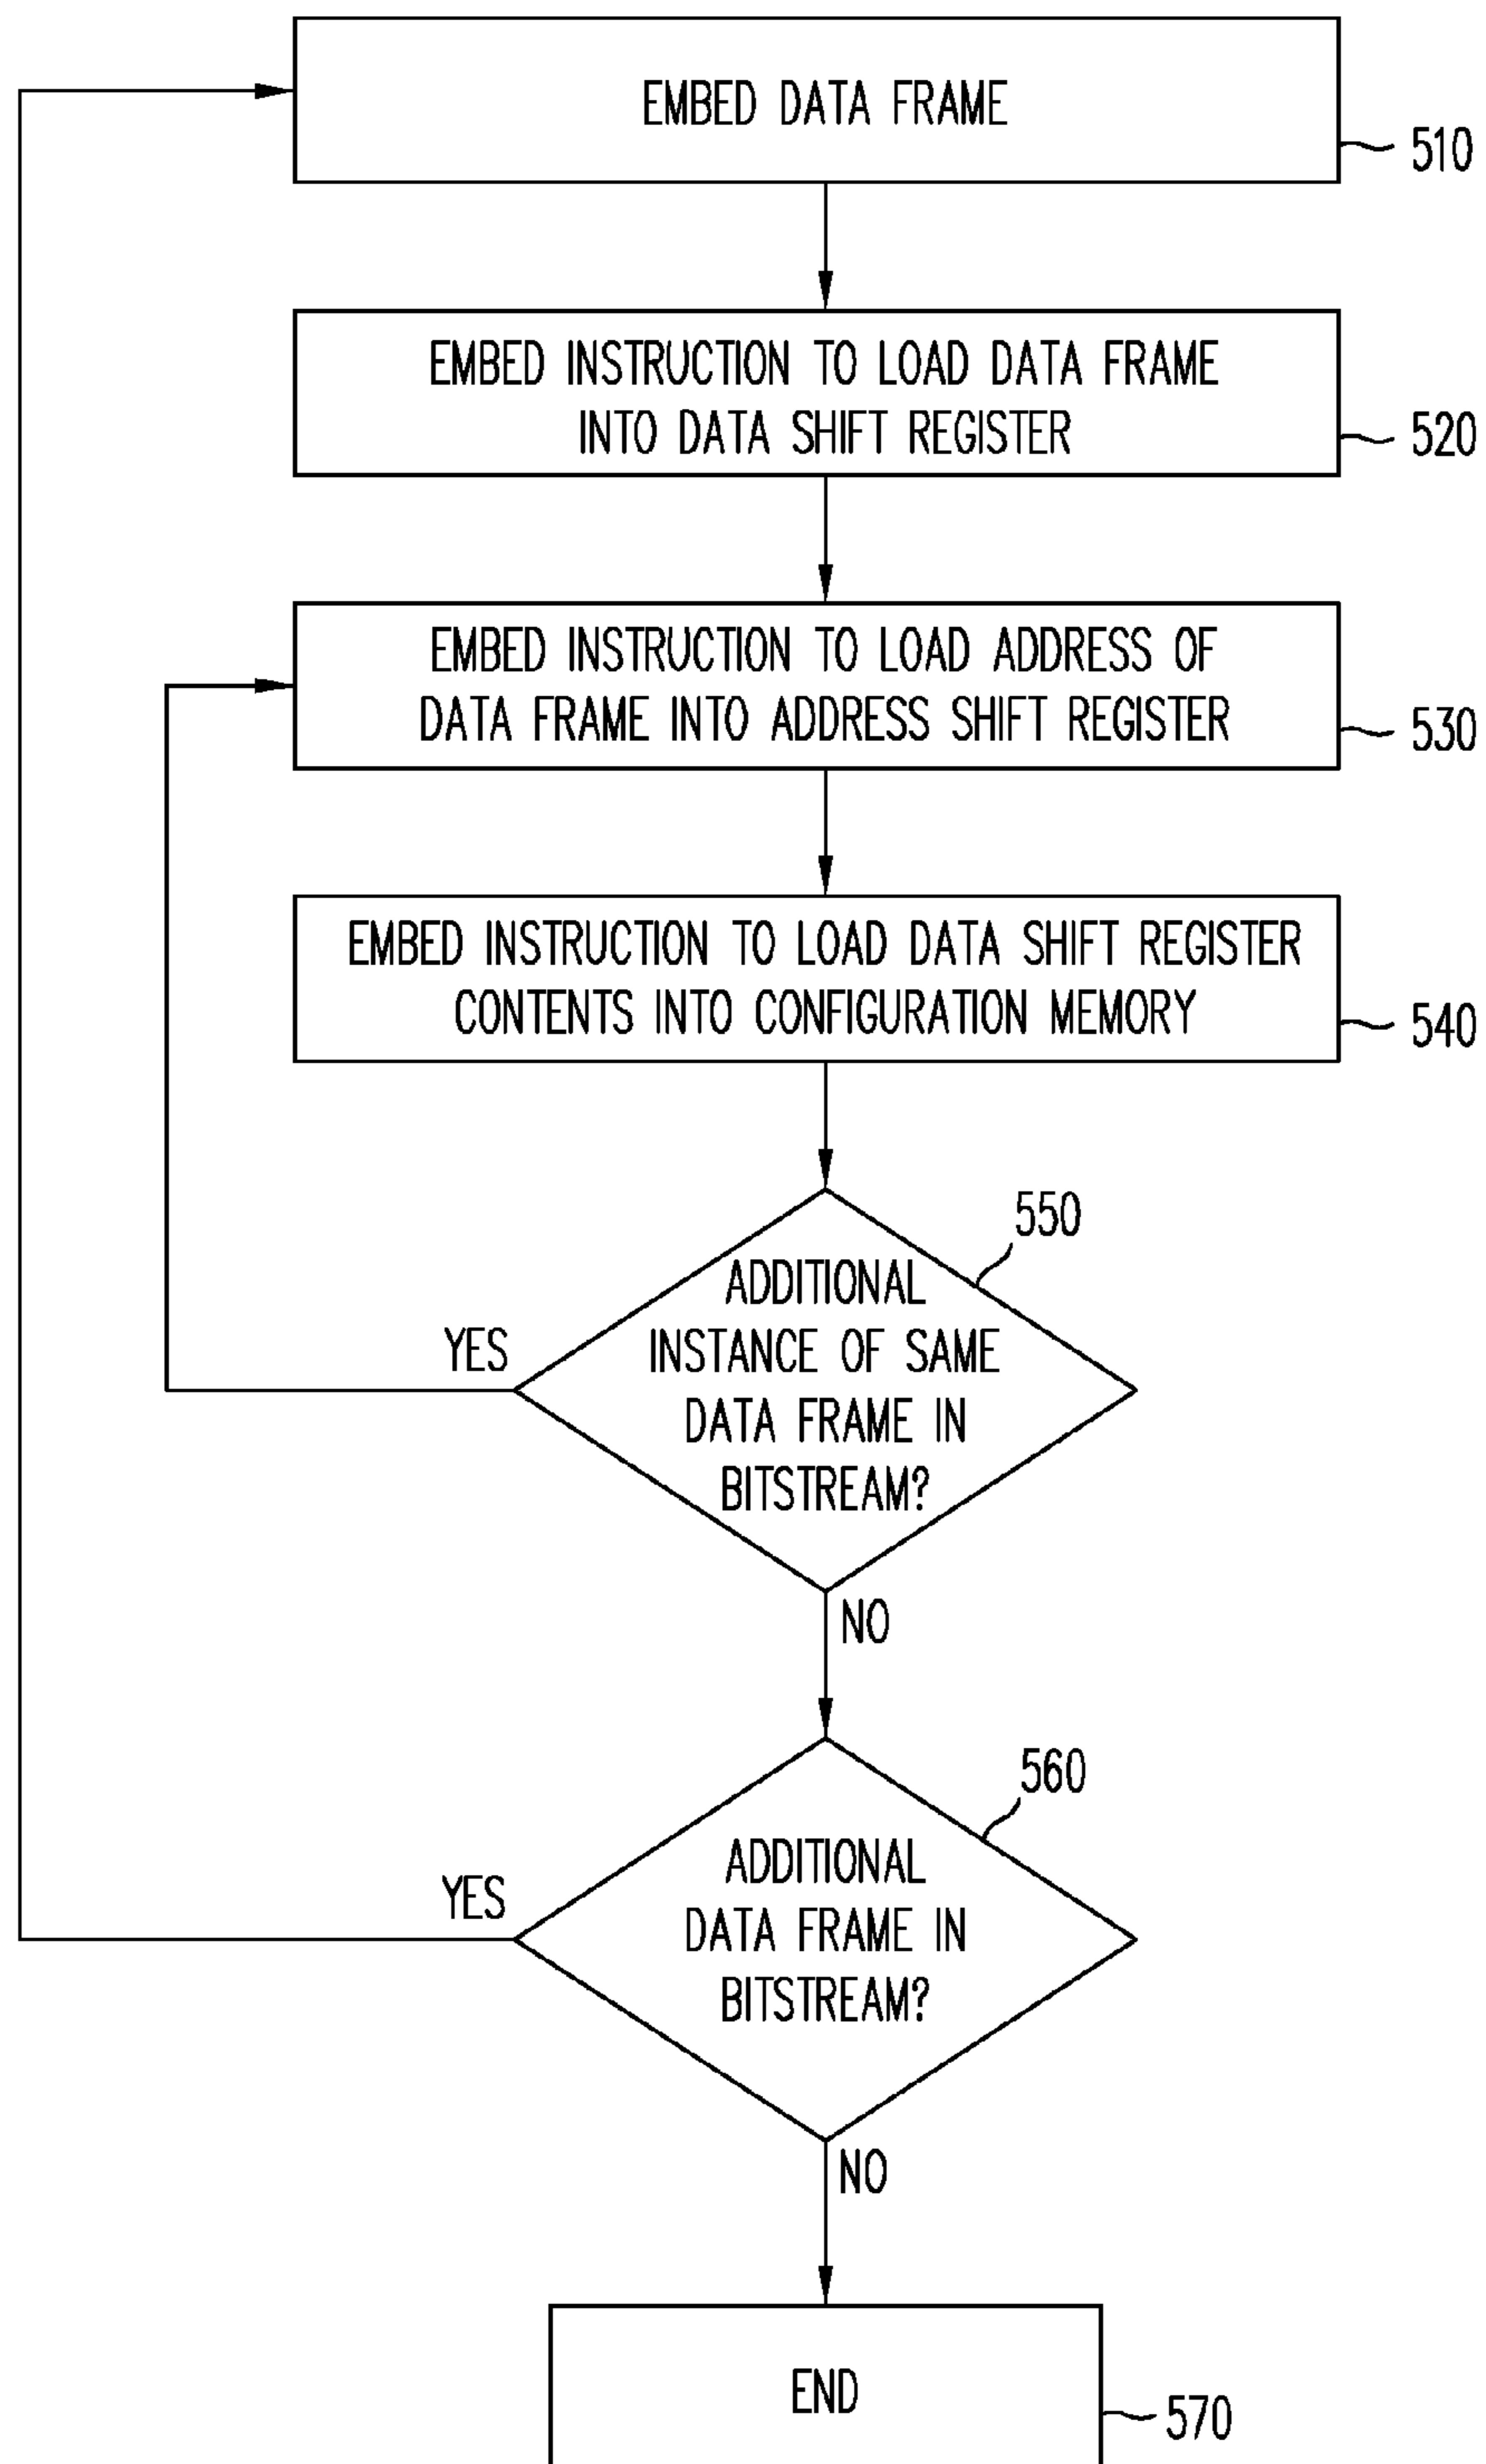 EMBED DATA FRAME
510
EMBED INSTRUCTION TO LOAD DATA FRAME
INTO DATA SHIFT REGISTER
520
EMBED INSTRUCTION TO LOAD ADDRESS OF
DATA FRAME INTO ADDRESS SHIFT REGISTER
530
EMBED INSTRUCTION TO LOAD DATA SHIFT REGISTER
CONTENTS INTO CONFIGURATION MEMORY
540
550
ADDITIONAL
INSTANCE OF SAME
DATA FRAME IN
BITSTREAM?
YES
NO
560
ADDITIONAL
DATA FRAME IN
BITSTREAM?
YES
NO
END
570